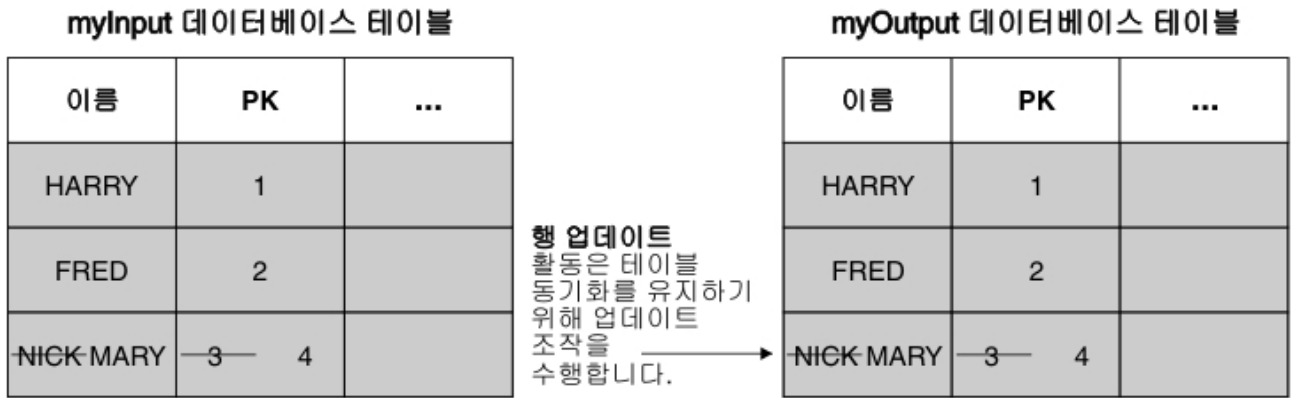 myInput 데이터베이스 테이블
이름 PK ...
HARRY 1
FRED 2
NICK MARY 3 4
행 업데이트
활동은 테이블
동기화를 유지하기
위해 업데이트
조작을
수행합니다.
myOutput 데이터베이스 테이블
이름 PK ...
HARRY 1
FRED 2
NICK MARY 3 4